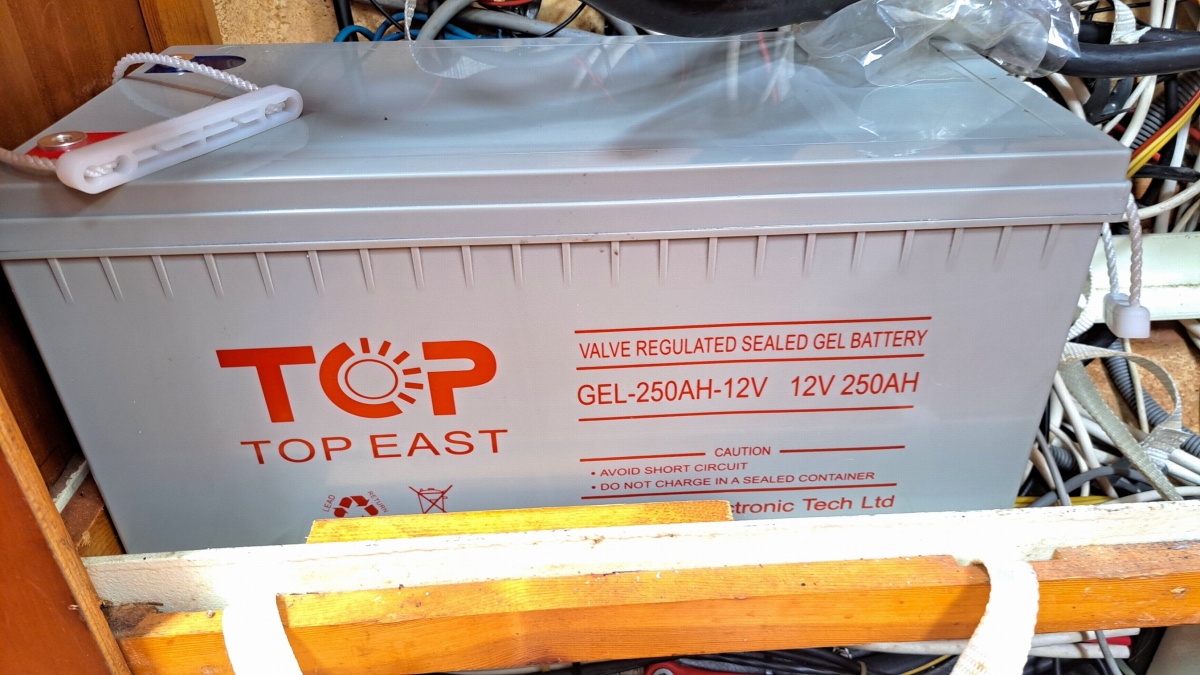 TOP
TOP EAST
LEAD
RETURN
VALVE REGULATED SEALED GEL BATTERY
GEL-250AH-12V 12V 250AH
CAUTION
• AVOID SHORT CIRCUIT
• DO NOT CHARGE IN A SEALED CONTAINER
ctronic Tech Ltd